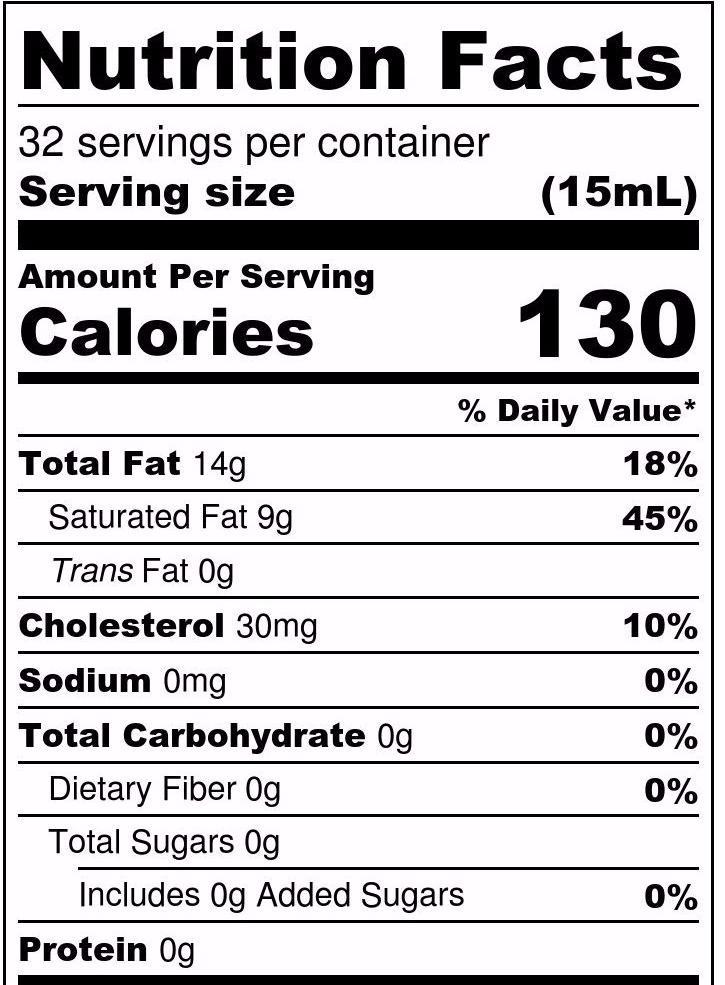 Nutrition Facts
32 servings per container
Serving size (15mL)
Amount Per Serving
Calories 130
% Daily Value*
Total Fat 14g 18%
Saturated Fat 9g 45%
Trans Fat 0g
Cholesterol 30mg 10%
Sodium 0mg 0%
Total Carbohydrate 0g 0%
Dietary Fiber 0g 0%
Total Sugars 0g
Includes 0g Added Sugars 0%
Protein 0g